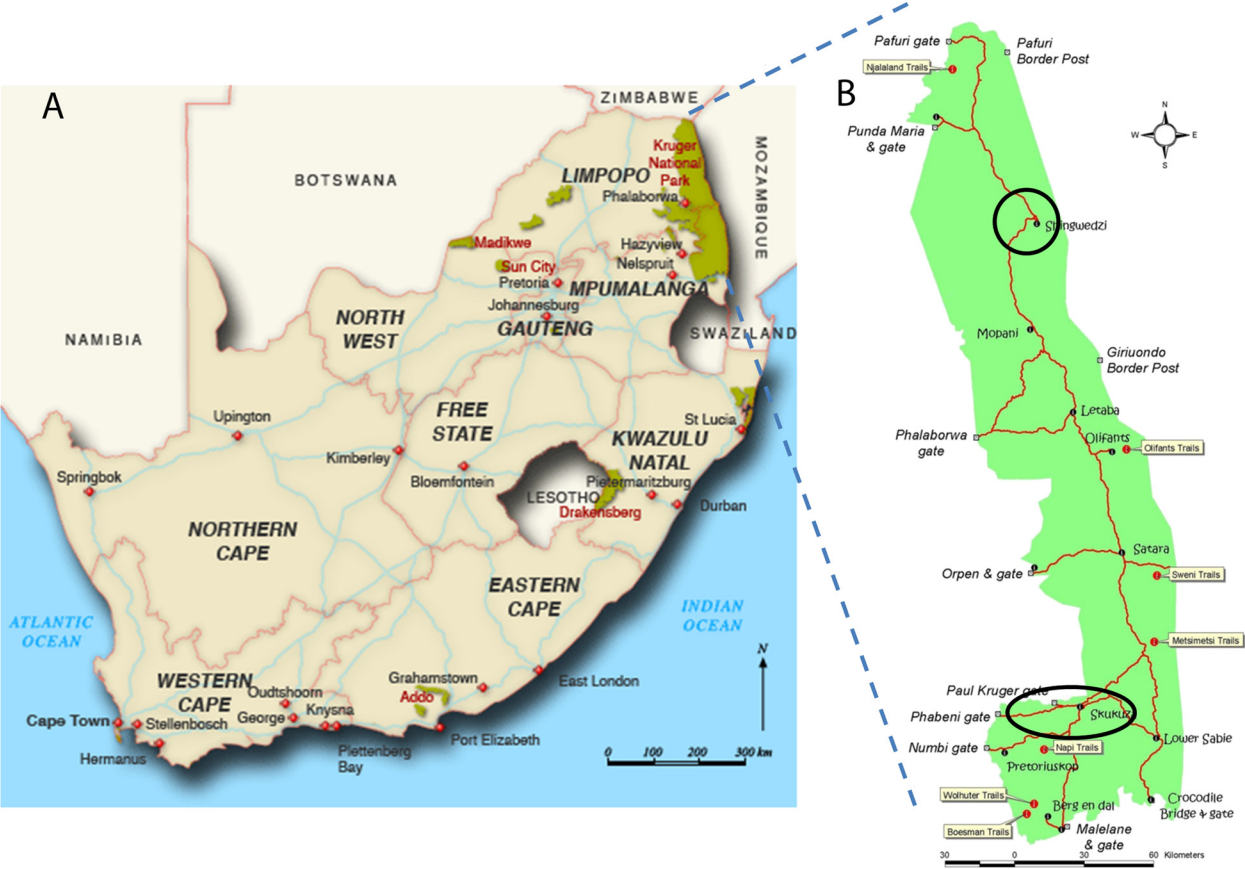 A
ZIMBABWE
BOTSWANA
NAMIBIA
MOZAMBIQUE
SWAZILAND
LESOTHO
LIMPOPO
Kruger
National
Park
Phalaborwa
Madikwe
Hazyview
Sun City
Nelspruit
Pretoria
MPUMALANGA
Johannesburg
GAUTENG
NORTH
WEST
FREE
STATE
Upington
St Lucia
KWAZULU
NATAL
Kimberley
Bloemfontein
Pietermaritzburg
Springbok
Drakensberg
Durban
NORTHERN
CAPE
EASTERN
CAPE
ATLANTIC
OCEAN
INDIAN
OCEAN
WESTERN
CAPE
Grahamstown
Addo
East London
Oudtshoorn
Cape Town
Stellenbosch
George
Knysna
Hermanus
Plettenberg
Bay
Port Elizabeth
N
0 100 200 300 km
B
Pafuri gate
Pafuri
Border Post
Njalaland Trails
Punda Maria
& gate
N
W E
S
Shingwedzi
Mopani
Giriuondo
Border Post
Letaba
Phalaborwa
gate
Olifants
Olifants Trails
Satara
Orpen & gate
Sweni Trails
Metsimetsi Trails
Paul Kruger gate
Phabeni gate
Skukuz
Numbi gate
Napi Trails
Lower Sabie
Pretoriuskop
Wolhuter Trails
Berg en dal
Crocodile
Bridge & gate
Boesman Trails
Malelane
& gate
30 0 30 60 Kilometers